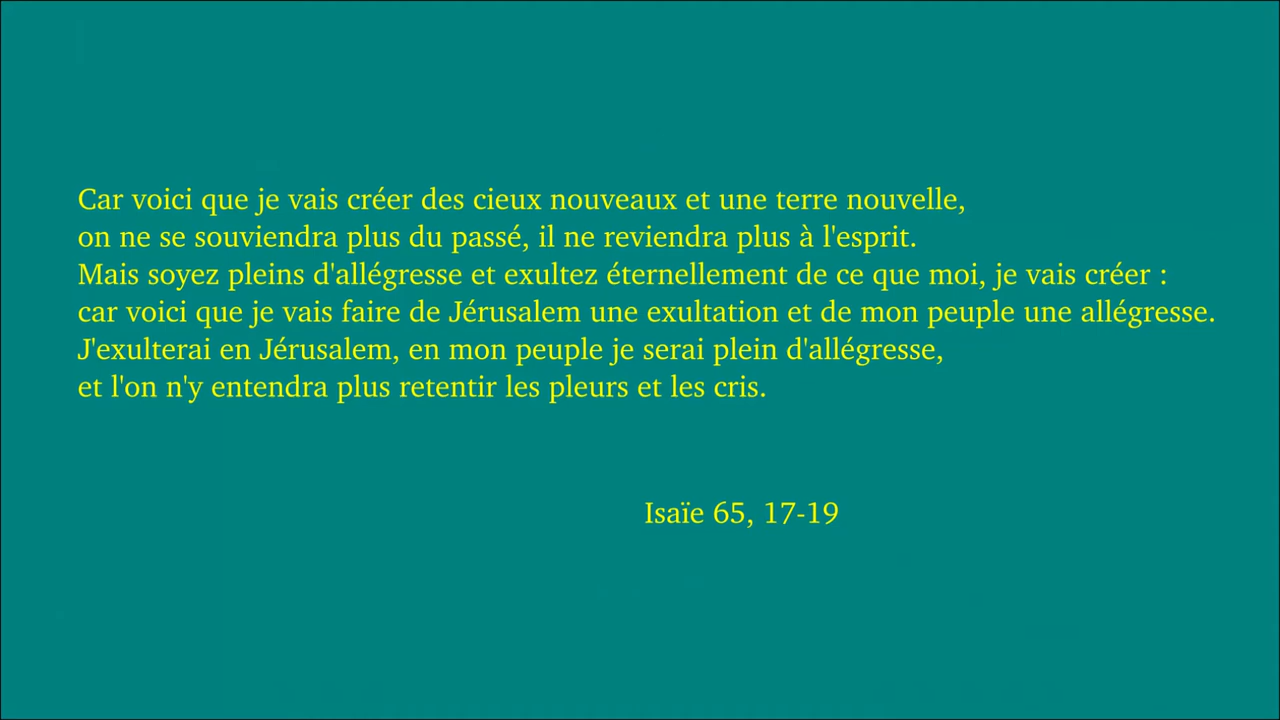 Car voici que je vais créer des cieux nouveaux et une terre nouvelle,
on ne se souviendra plus du passé, il ne reviendra plus à l'esprit.
Mais soyez pleins d'allégresse et exultez éternellement de ce que moi, je vais créer :
car voici que je vais faire de Jérusalem une exultation et de mon peuple une allégresse.
J'exulterai en Jérusalem, en mon peuple je serai plein d'allégresse,
et l'on n'y entendra plus retentir les pleurs et les cris.
Isaïe 65, 17-19